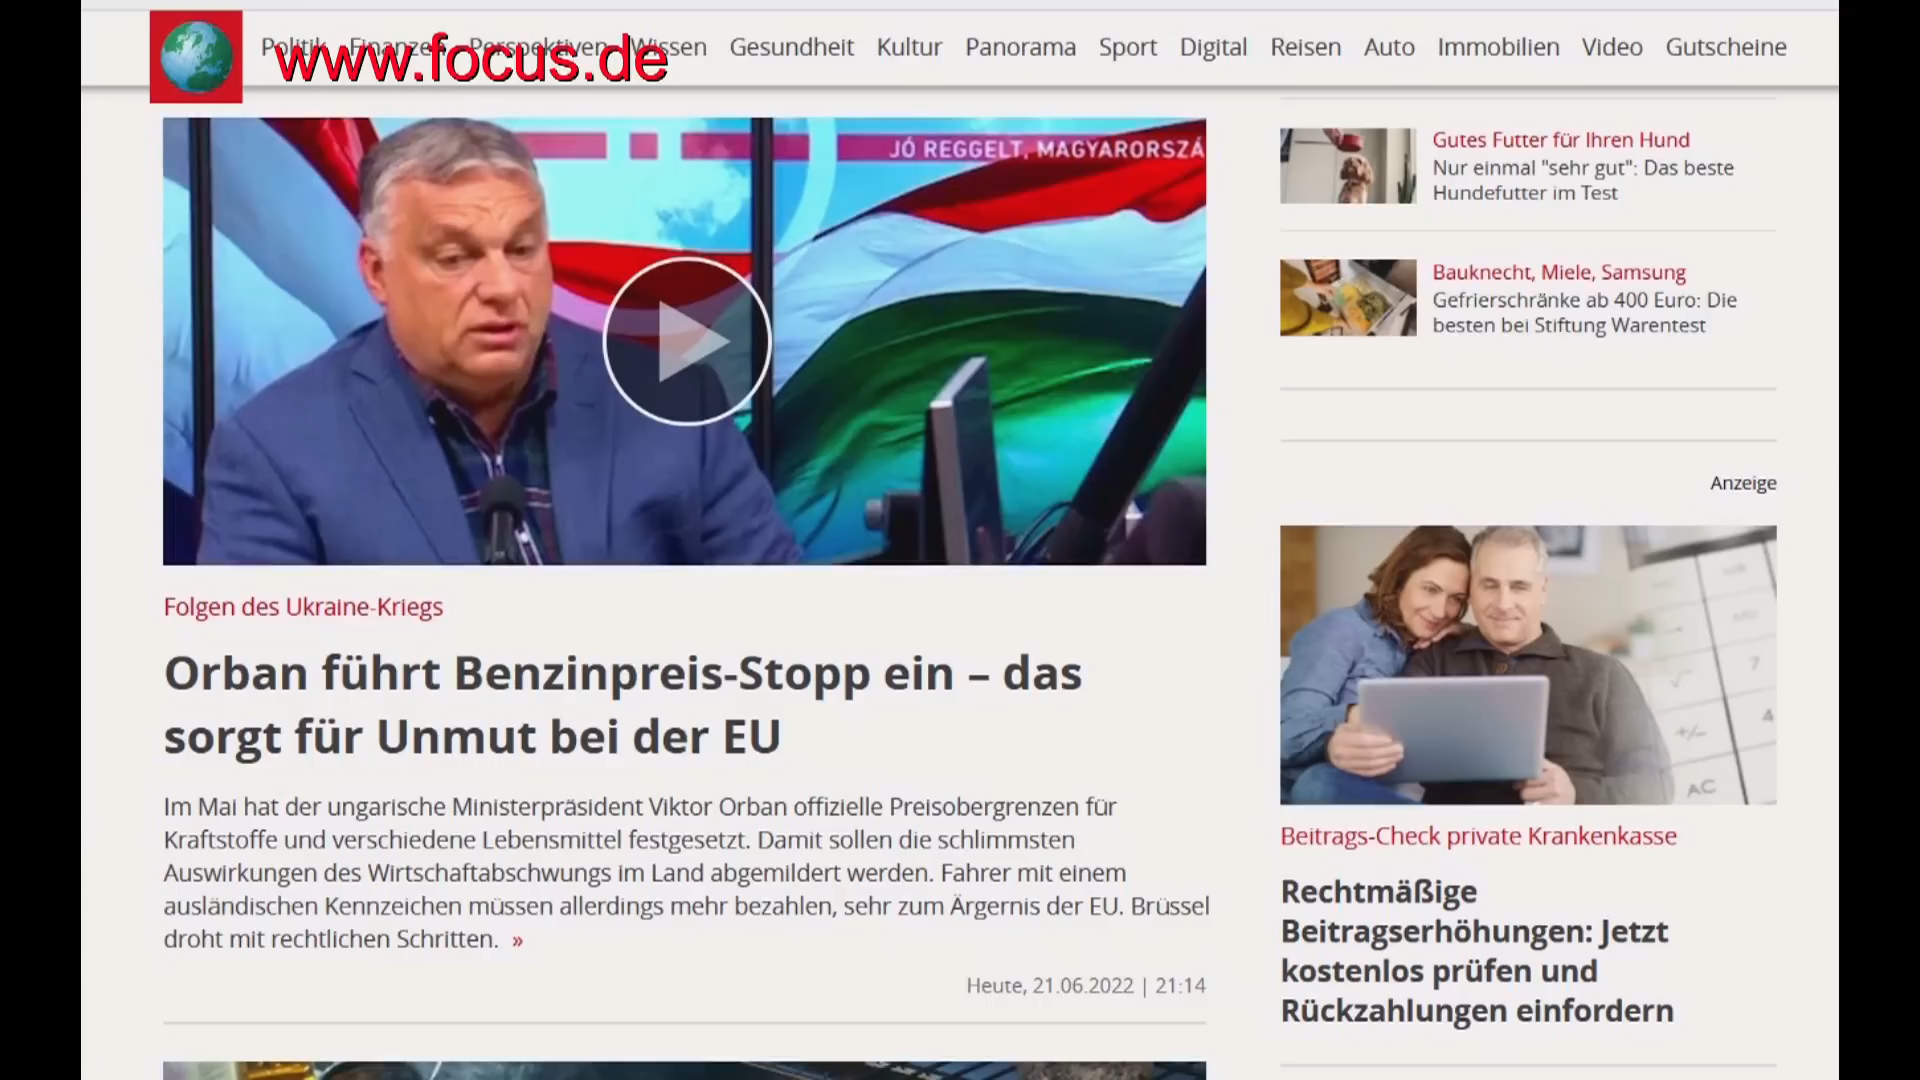 Politik Finanzen Perspektiven Wissen Gesundheit Kultur Panorama Sport Digital Reisen Auto Immobilien Video Gutscheine
www.focus.de
JÓ REGGELT, MAGYARORSZÁ
Folgen des Ukraine-Kriegs
Orban führt Benzinpreis-Stopp ein – das
sorgt für Unmut bei der EU
Im Mai hat der ungarische Ministerpräsident Viktor Orban offizielle Preisobergrenzen für
Kraftstoffe und verschiedene Lebensmittel festgesetzt. Damit sollen die schlimmsten
Auswirkungen des Wirtschaftabschwungs im Land abgemildert werden. Fahrer mit einem
ausländischen Kennzeichen müssen allerdings mehr bezahlen, sehr zum Ärgernis der EU. Brüssel
droht mit rechtlichen Schritten. »
Heute, 21.06.2022 | 21:14
Gutes Futter für Ihren Hund
Nur einmal "sehr gut": Das beste
Hundefutter im Test
Bauknecht, Miele, Samsung
Gefrierschränke ab 400 Euro: Die
besten bei Stiftung Warentest
Anzeige
7
4
+/-
AC
Beitrags-Check private Krankenkasse
Rechtmäßige
Beitragserhöhungen: Jetzt
kostenlos prüfen und
Rückzahlungen einfordern